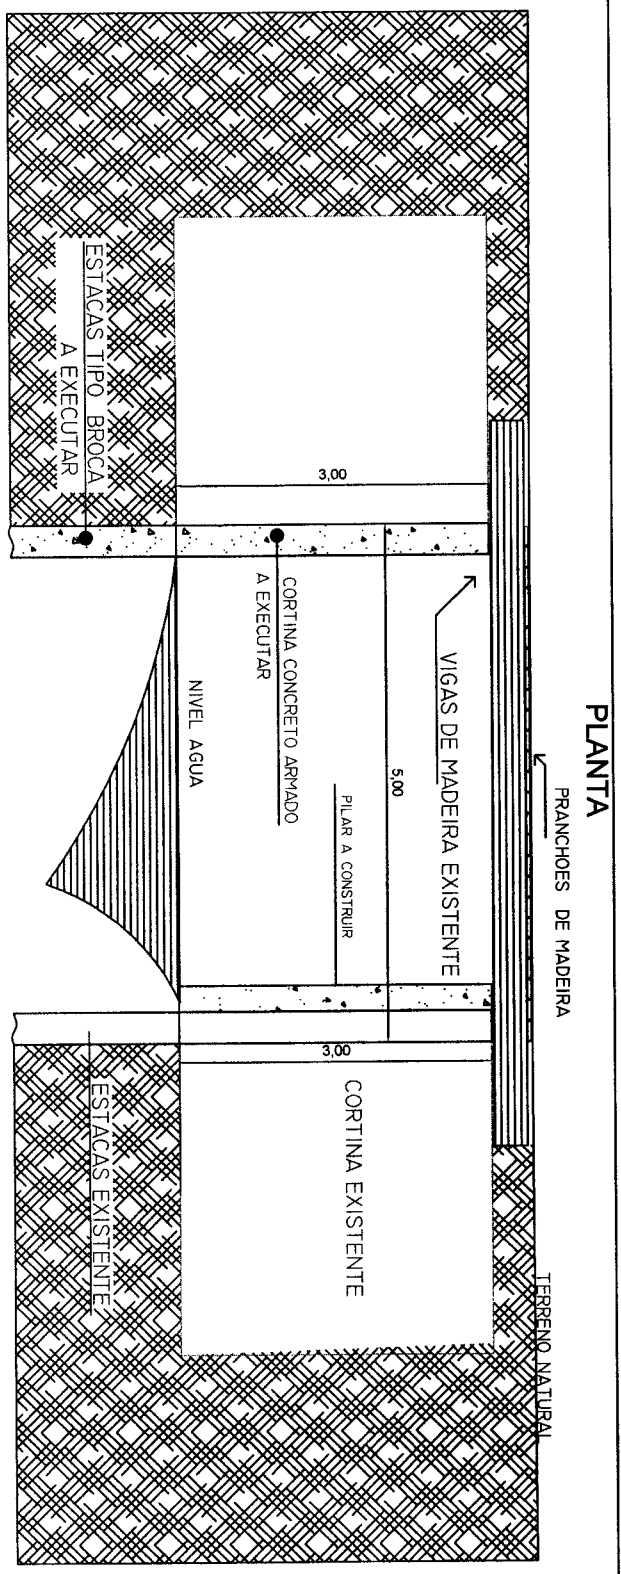 PLANTA
PRANCHOES DE MADEIRA
TERRENO NATURAL
VIGAS DE MADEIRA EXISTENTE
5,00
PILAR A CONSTRUIR
3,00
3,00
CORTINA EXISTENTE
CORTINA CONCRETO ARMADO
A EXECUTAR
NIVEL AGUA
ESTACAS TIPO BROCA
A EXECUTAR
ESTACAS EXISTENTE